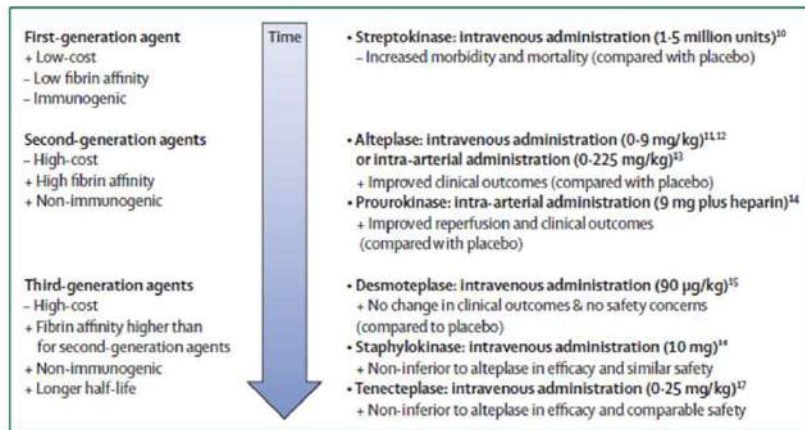 First-generation agent
+ Low-cost
– Low fibrin affinity
– Immunogenic
Time
• Streptokinase: intravenous administration (1·5 million units)¹⁰
– Increased morbidity and mortality (compared with placebo)
Second-generation agents
– High-cost
+ High fibrin affinity
+ Non-immunogenic
• Alteplase: intravenous administration (0·9 mg/kg)¹¹,¹²
or intra-arterial administration (0·225 mg/kg)¹³
+ Improved clinical outcomes (compared with placebo)
• Prourokinase: intra-arterial administration (9 mg plus heparin)¹⁴
+ Improved reperfusion and clinical outcomes
(compared with placebo)
Third-generation agents
– High-cost
+ Fibrin affinity higher than
for second-generation agents
+ Non-immunogenic
+ Longer half-life
• Desmoteplase: intravenous administration (90 μg/kg)¹⁵
+ No change in clinical outcomes & no safety concerns
(compared to placebo)
• Staphylokinase: intravenous administration (10 mg)¹⁶
+ Non-inferior to alteplase in efficacy and similar safety
• Tenecteplase: intravenous administration (0·25 mg/kg)¹⁷
+ Non-inferior to alteplase in efficacy and comparable safety